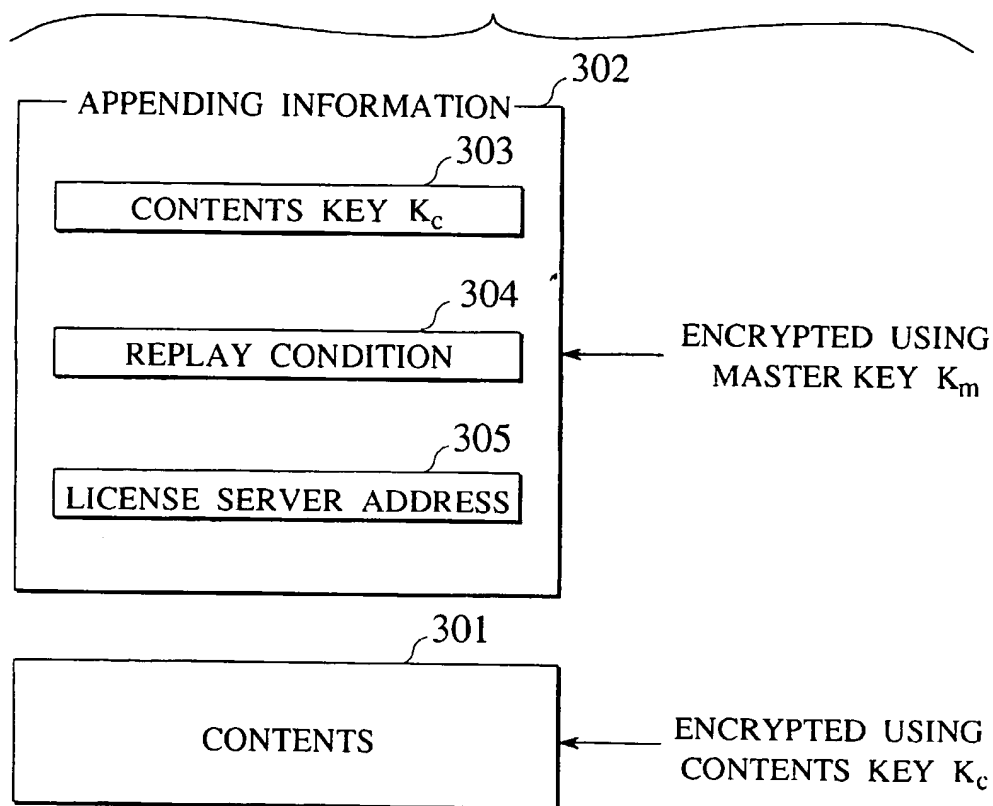 302
APPENDING INFORMATION
303
CONTENTS KEY Kc
304
REPLAY CONDITION
ENCRYPTED USING
MASTER KEY Km
305
LICENSE SERVER ADDRESS
301
CONTENTS
ENCRYPTED USING
CONTENTS KEY Kc